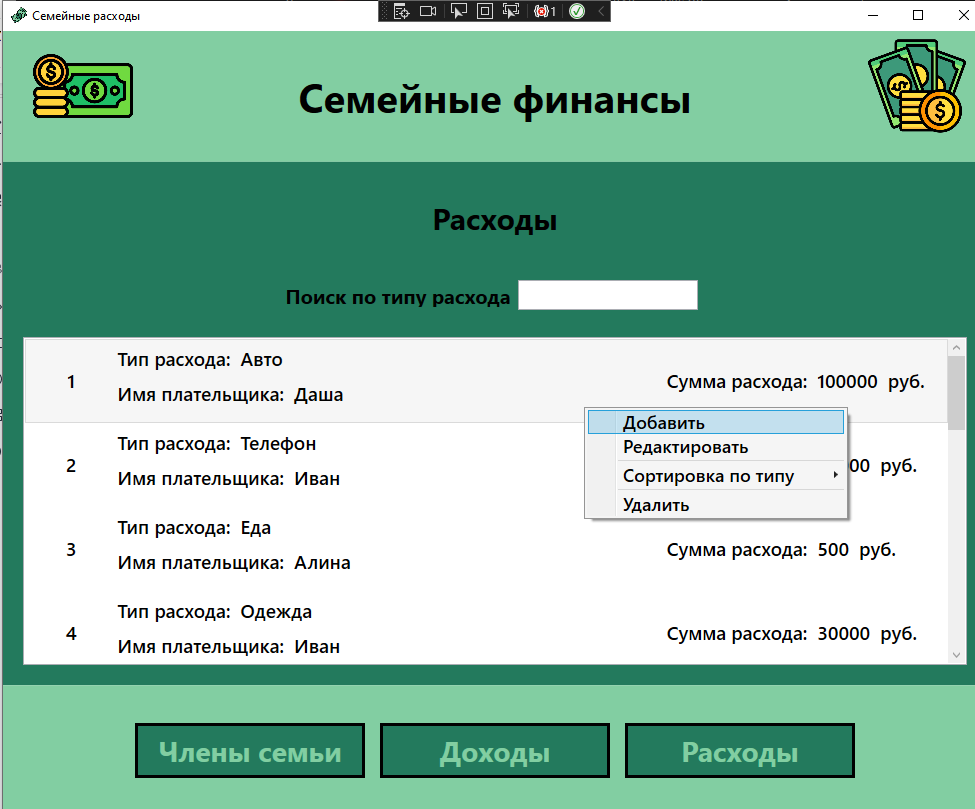 Семейные расходы
1
Семейные финансы
Расходы
Поиск по типу расхода
1
Тип расхода: Авто
Имя плательщика: Даша
Сумма расхода: 100000 руб.
Добавить
Редактировать
Сортировка по типу
Удалить
2
Тип расхода: Телефон
Имя плательщика: Иван
00 руб.
3
Тип расхода: Еда
Имя плательщика: Алина
Сумма расхода: 500 руб.
4
Тип расхода: Одежда
Имя плательщика: Иван
Сумма расхода: 30000 руб.
Члены семьи
Доходы
Расходы